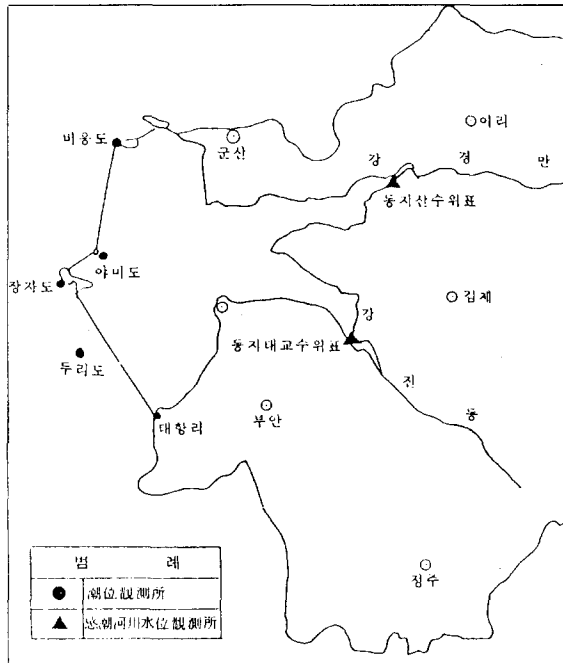 비응도
군산
이리
만 경 강
동지산수위표
야미도
장자도
김제
동지대교수위표
두리도
동 진 강
대항리
부안
정주
범 례
潮位觀測所
感潮河川水位觀測所